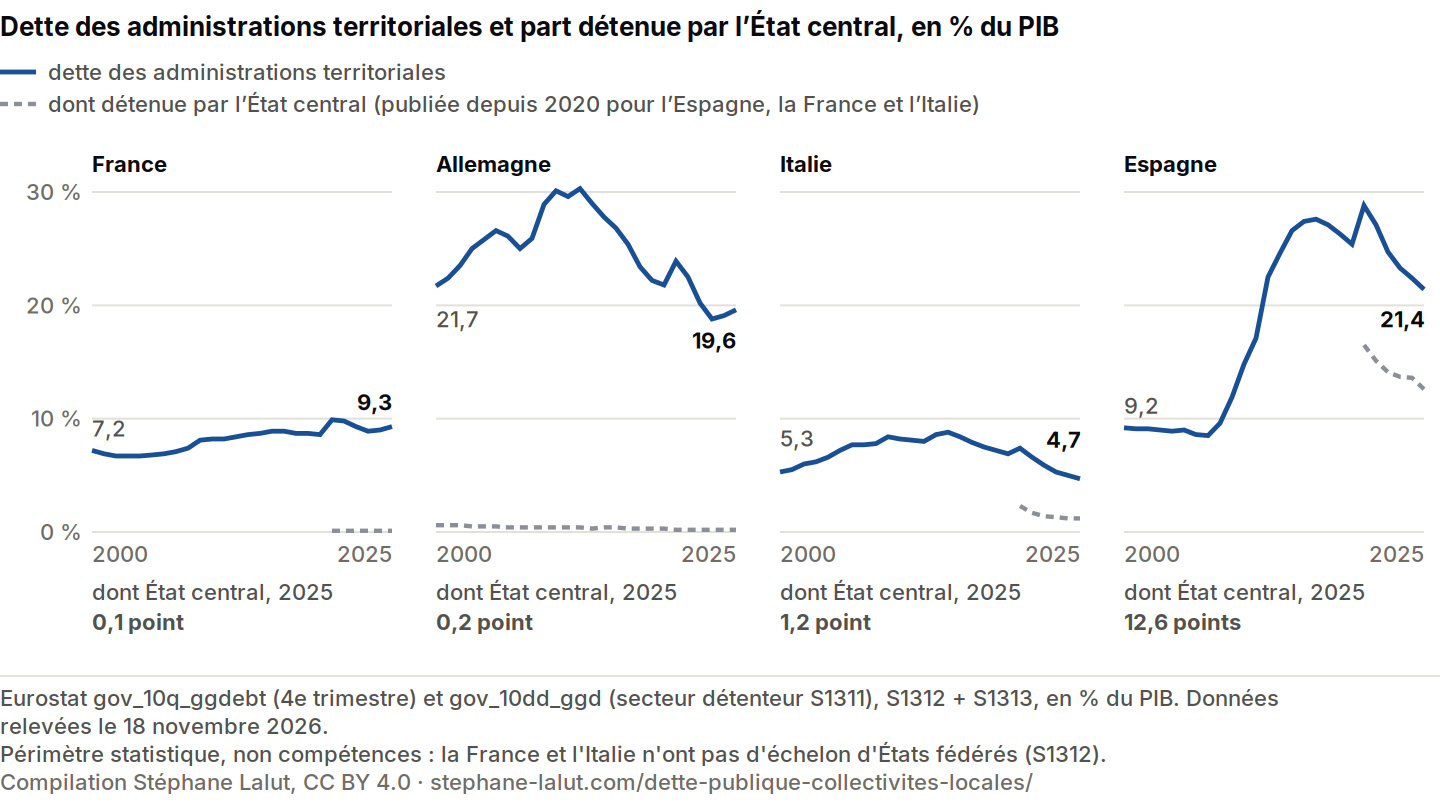 Dette des administrations territoriales et part détenue par l’État central, en % du PIB
dette des administrations territoriales
dont détenue par l’État central (publiée depuis 2020 pour l’Espagne, la France et l’Italie)
France
Allemagne
Italie
Espagne
30 %
20 %
10 %
0 %
7,2
9,3
2000
2025
21,7
19,6
2000
2025
5,3
4,7
2000
2025
9,2
21,4
2000
2025
dont État central, 2025
0,1 point
dont État central, 2025
0,2 point
dont État central, 2025
1,2 point
dont État central, 2025
12,6 points
Eurostat gov_10q_ggdebt (4e trimestre) et gov_10dd_ggd (secteur détenteur S1311), S1312 + S1313, en % du PIB. Données
relevées le 18 novembre 2026.
Périmètre statistique, non compétences : la France et l'Italie n'ont pas d'échelon d'États fédérés (S1312).
Compilation Stéphane Lalut, CC BY 4.0 · stephane-lalut.com/dette-publique-collectivites-locales/